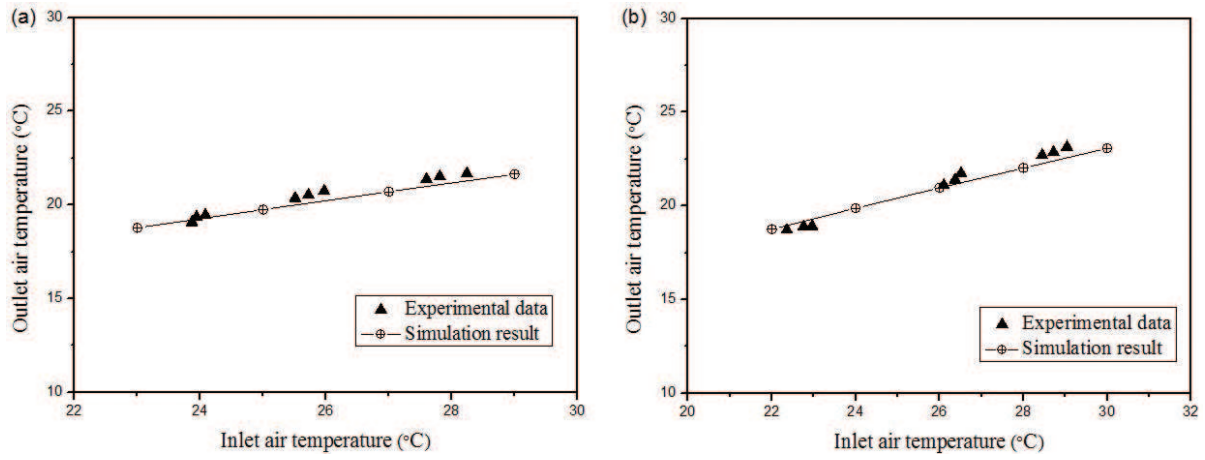 (a)
30
25
20
15
10
Outlet air temperature (°C)
Experimental data
Simulation result
22 24 26 28 30
Inlet air temperature (°C)
(b)
30
25
20
15
10
Outlet air temperature (°C)
Experimental data
Simulation result
20 22 24 26 28 30 32
Inlet air temperature (°C)